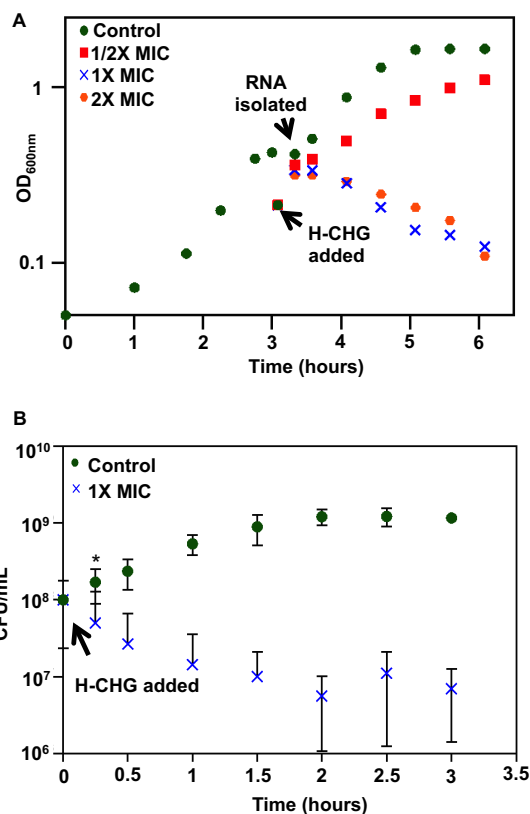 A
Control
1/2X MIC
1X MIC
2X MIC
RNA
isolated
H-CHG
added
OD600nm
1
0.1
0 1 2 3 4 5 6
Time (hours)
B
Control
1X MIC
*
H-CHG added
CFU/mL
10^10
10^9
10^8
10^7
10^6
0 0.5 1 1.5 2 2.5 3 3.5
Time (hours)